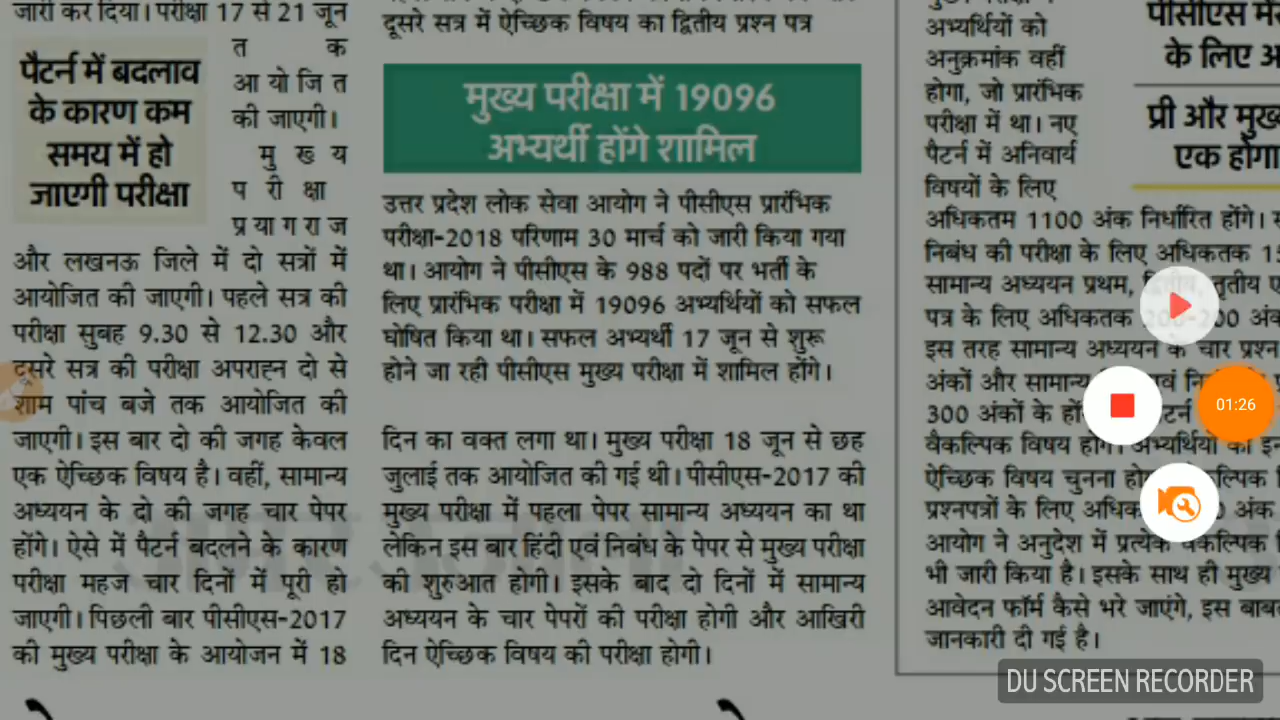 जारी कर दिया। परीक्षा 17 से 21 जून
त क
आ यो जि त
की जाएगी।
मु ख्य
प री क्षा
प्र या ग रा ज
पैटर्न में बदलाव
के कारण कम
समय में हो
जाएगी परीक्षा
और लखनऊ जिले में दो सत्रों में
आयोजित की जाएगी। पहले सत्र की
परीक्षा सुबह 9.30 से 12.30 और
दूसरे सत्र की परीक्षा अपराह्न दो से
शाम पांच बजे तक आयोजित की
जाएगी। इस बार दो की जगह केवल
एक ऐच्छिक विषय है। वहीं, सामान्य
अध्ययन के दो की जगह चार पेपर
होंगे। ऐसे में पैटर्न बदलने के कारण
परीक्षा महज चार दिनों में पूरी हो
जाएगी। पिछली बार पीसीएस-2017
की मुख्य परीक्षा के आयोजन में 18
दूसरे सत्र में ऐच्छिक विषय का द्वितीय प्रश्न पत्र
मुख्य परीक्षा में 19096
अभ्यर्थी होंगे शामिल
उत्तर प्रदेश लोक सेवा आयोग ने पीसीएस प्रारंभिक
परीक्षा-2018 परिणाम 30 मार्च को जारी किया गया
था। आयोग ने पीसीएस के 988 पदों पर भर्ती के
लिए प्रारंभिक परीक्षा में 19096 अभ्यर्थियों को सफल
घोषित किया था। सफल अभ्यर्थी 17 जून से शुरू
होने जा रही पीसीएस मुख्य परीक्षा में शामिल होंगे।
दिन का वक्त लगा था। मुख्य परीक्षा 18 जून से छह
जुलाई तक आयोजित की गई थी। पीसीएस-2017 की
मुख्य परीक्षा में पहला पेपर सामान्य अध्ययन का था
लेकिन इस बार हिंदी एवं निबंध के पेपर से मुख्य परीक्षा
की शुरुआत होगी। इसके बाद दो दिनों में सामान्य
अध्ययन के चार पेपरों की परीक्षा होगी और आखिरी
दिन ऐच्छिक विषय की परीक्षा होगी।
अभ्यर्थियों को
अनुक्रमांक वहीं
होगा, जो प्रारंभिक
परीक्षा में था। नए
पैटर्न में अनिवार्य
विषयों के लिए
पीसीएस में
के लिए
प्री और मुख्
एक होगा
अधिकतम 1100 अंक निर्धारित होंगे।
निबंध की परीक्षा के लिए अधिकतक
सामान्य अध्ययन प्रथम, द्वितीय, तृतीय
पत्र के लिए अधिकतक 200-200 अंक
इस तरह सामान्य अध्ययन के चार प्रश्न
अंकों और सामान्य
300 अंकों के
वैकल्पिक विषय होंगे। अभ्यर्थियों को
ऐच्छिक विषय चुनना
प्रश्नपत्रों के लिए अंक
आयोग ने अनुदेश में प्रत्येक वैकल्पिक
भी जारी किया है। इसके साथ ही मुख्य
आवेदन फॉर्म कैसे भरे जाएंगे, इस बाबत
जानकारी दी गई है।
01:26
DU SCREEN RECORDER